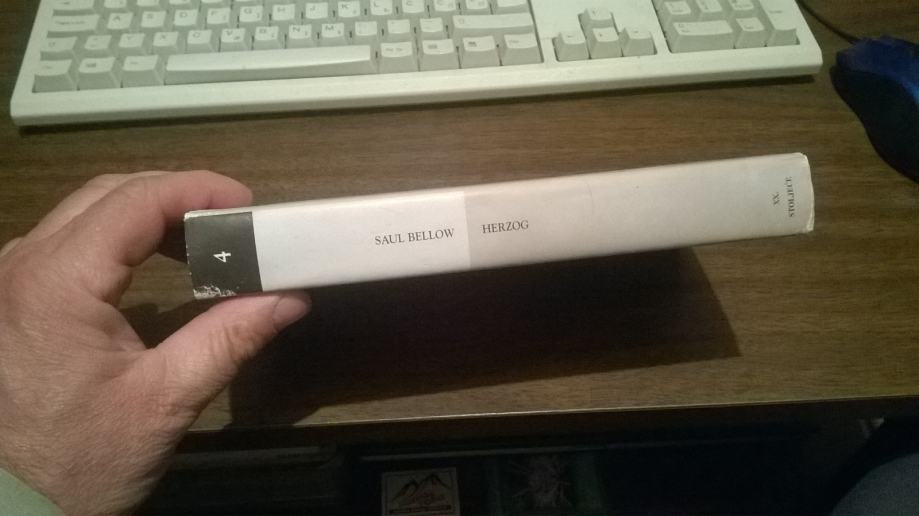 4
SAUL BELLOW
HERZOG
XX.
STOLJEĆE